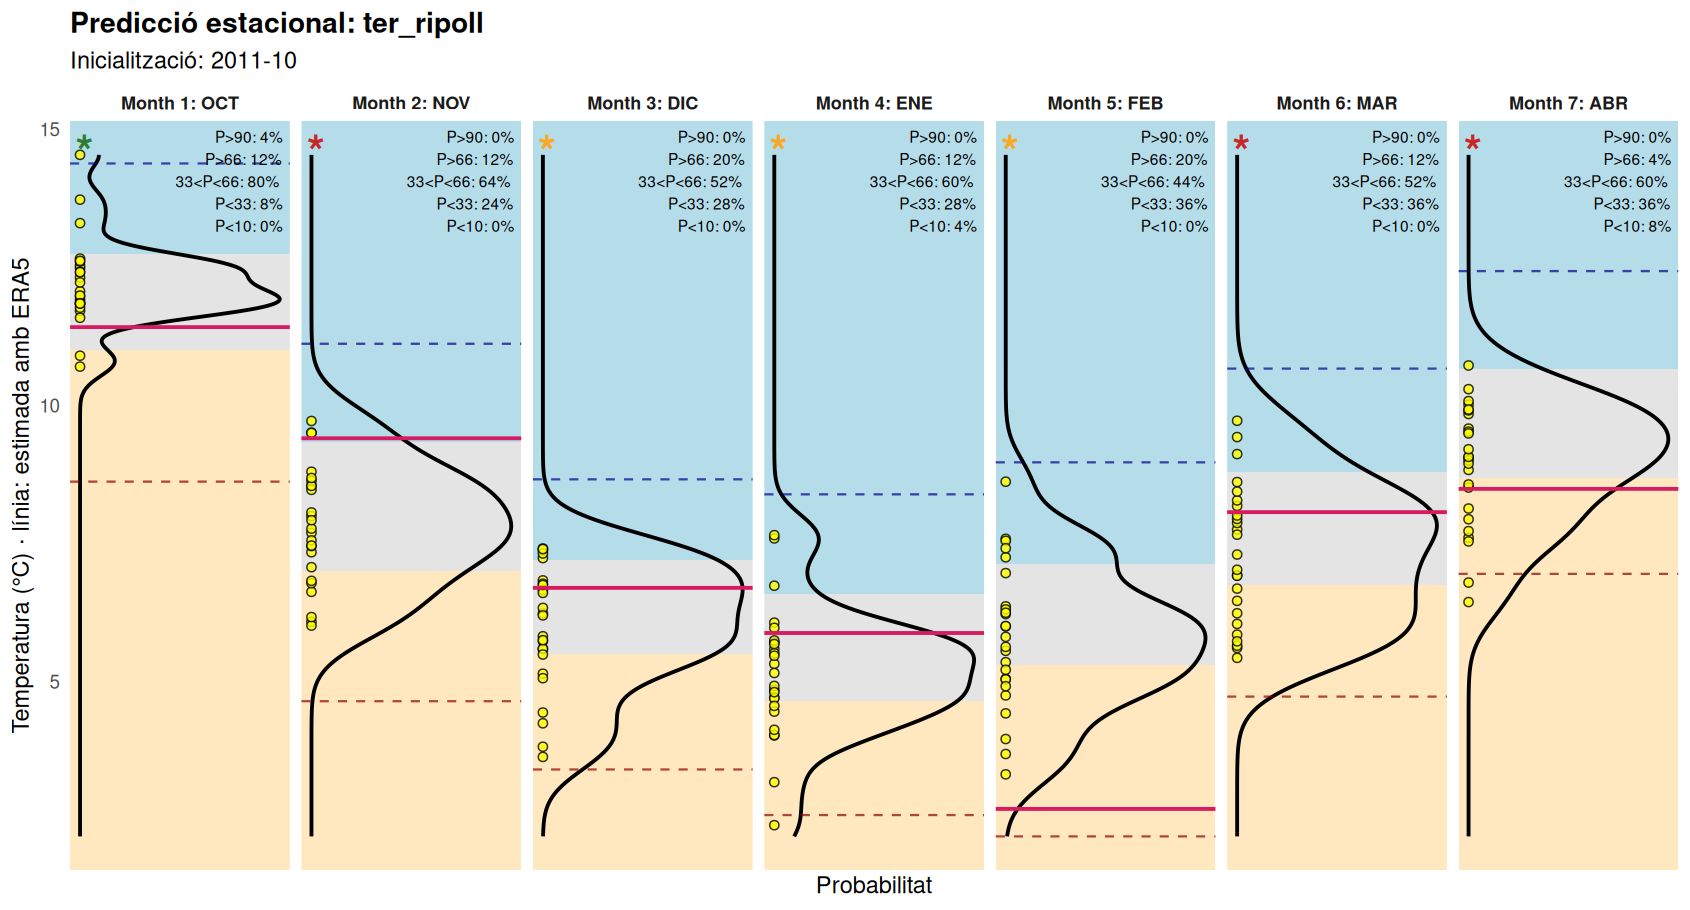 Predicció estacional: ter_ripoll
Inicialització: 2011-10
Month 1: OCT
Month 2: NOV
Month 3: DIC
Month 4: ENE
Month 5: FEB
Month 6: MAR
Month 7: ABR
P>90: 4%
P>66: 12%
33<P<66: 80%
P<33: 8%
P<10: 0%
P>90: 0%
P>66: 12%
33<P<66: 64%
P<33: 24%
P<10: 0%
P>90: 0%
P>66: 20%
33<P<66: 52%
P<33: 28%
P<10: 0%
P>90: 0%
P>66: 12%
33<P<66: 60%
P<33: 28%
P<10: 4%
P>90: 0%
P>66: 20%
33<P<66: 44%
P<33: 36%
P<10: 0%
P>90: 0%
P>66: 12%
33<P<66: 52%
P<33: 36%
P<10: 0%
P>90: 0%
P>66: 4%
33<P<66: 60%
P<33: 36%
P<10: 8%
15
10
5
Temperatura (°C) · línia: estimada amb ERA5
Probabilitat